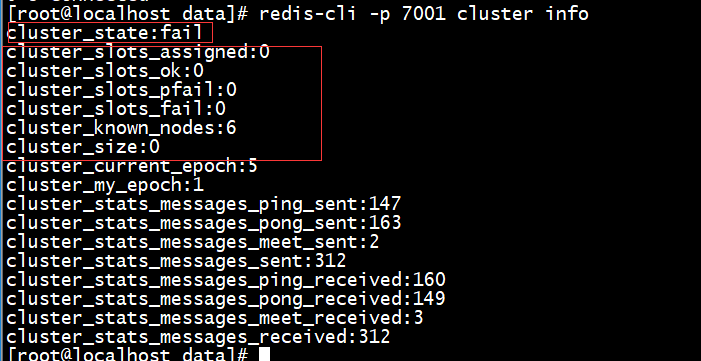 [root@localhost data]# redis-cli -p 7001 cluster info
cluster_state:fail
cluster_slots_assigned:0
cluster_slots_ok:0
cluster_slots_pfail:0
cluster_slots_fail:0
cluster_known_nodes:6
cluster_size:0
cluster_current_epoch:5
cluster_my_epoch:1
cluster_stats_messages_ping_sent:147
cluster_stats_messages_pong_sent:163
cluster_stats_messages_meet_sent:2
cluster_stats_messages_sent:312
cluster_stats_messages_ping_received:160
cluster_stats_messages_pong_received:149
cluster_stats_messages_meet_received:3
cluster_stats_messages_received:312
[root@localhost data]#